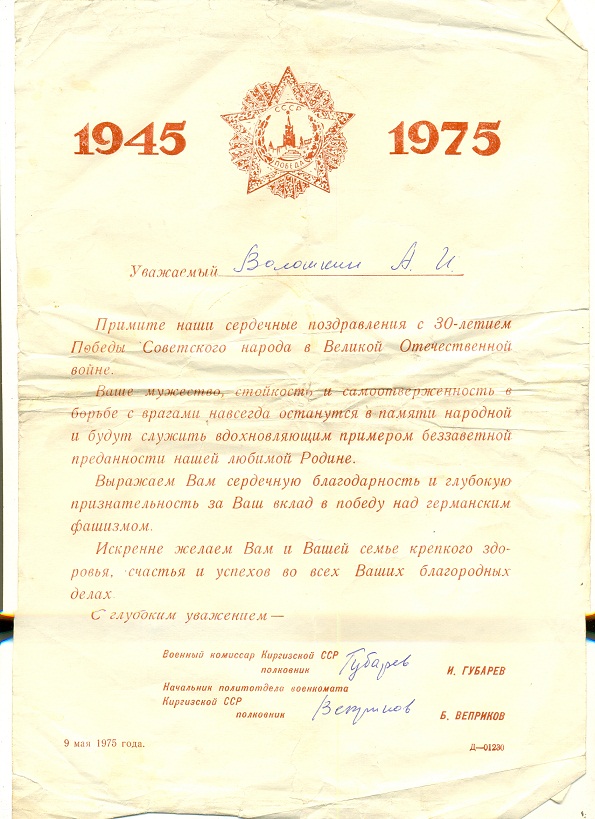 1945
СССР
ПОБЕДА
1975
Уважаемый Волошкин А. И.
Примите наши сердечные поздравления с 30-летием
Победы Советского народа в Великой Отечественной
войне.
Ваше мужество, стойкость и самоотверженность в
борьбе с врагами навсегда останутся в памяти народной
и будут служить вдохновляющим примером беззаветной
преданности нашей любимой Родине.
Выражаем Вам сердечную благодарность и глубокую
признательность за Ваш вклад в победу над германским
фашизмом.
Искренне желаем Вам и Вашей семье крепкого здо-
ровья, счастья и успехов во всех Ваших благородных
делах.
С глубоким уважением —
Военный комиссар Киргизской ССР
полковник Губарев И. ГУБАРЕВ
Начальник политотдела военкомата
Киргизской ССР
полковник Веприков Б. ВЕПРИКОВ
9 мая 1975 года.
Д—01230